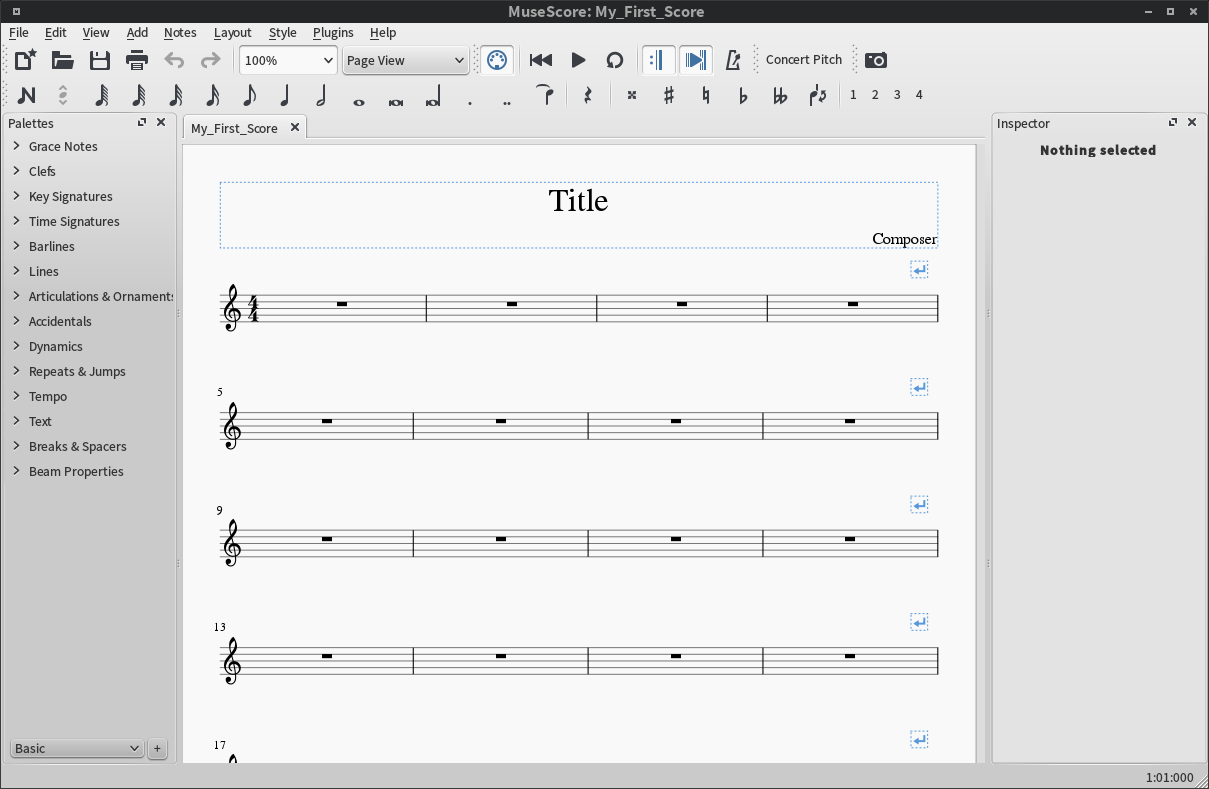 MuseScore: My_First_Score
File Edit View Add Notes Layout Style Plugins Help
100% Page View Concert Pitch
1 2 3 4
Palettes
Grace Notes
Clefs
Key Signatures
Time Signatures
Barlines
Lines
Articulations & Ornaments
Accidentals
Dynamics
Repeats & Jumps
Tempo
Text
Breaks & Spacers
Beam Properties
Basic +
My_First_Score
Title
Composer
4
4
5
9
13
17
Inspector
Nothing selected
1:01:000